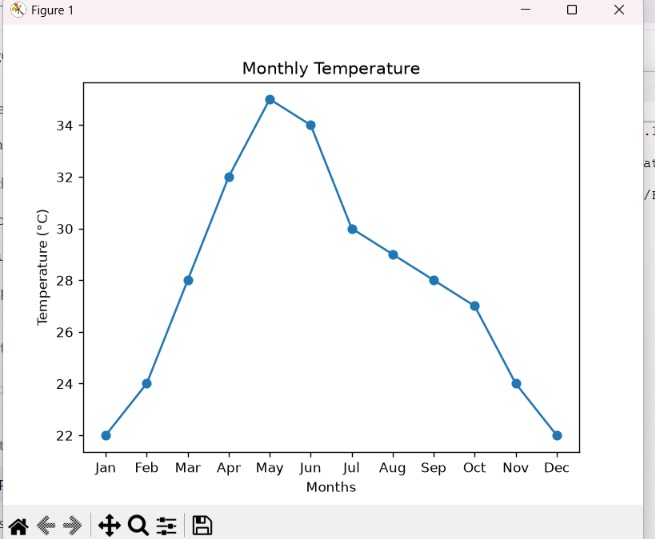 Figure 1
Monthly Temperature
Temperature (°C)
34
32
30
28
26
24
22
Jan Feb Mar Apr May Jun Jul Aug Sep Oct Nov Dec
Months